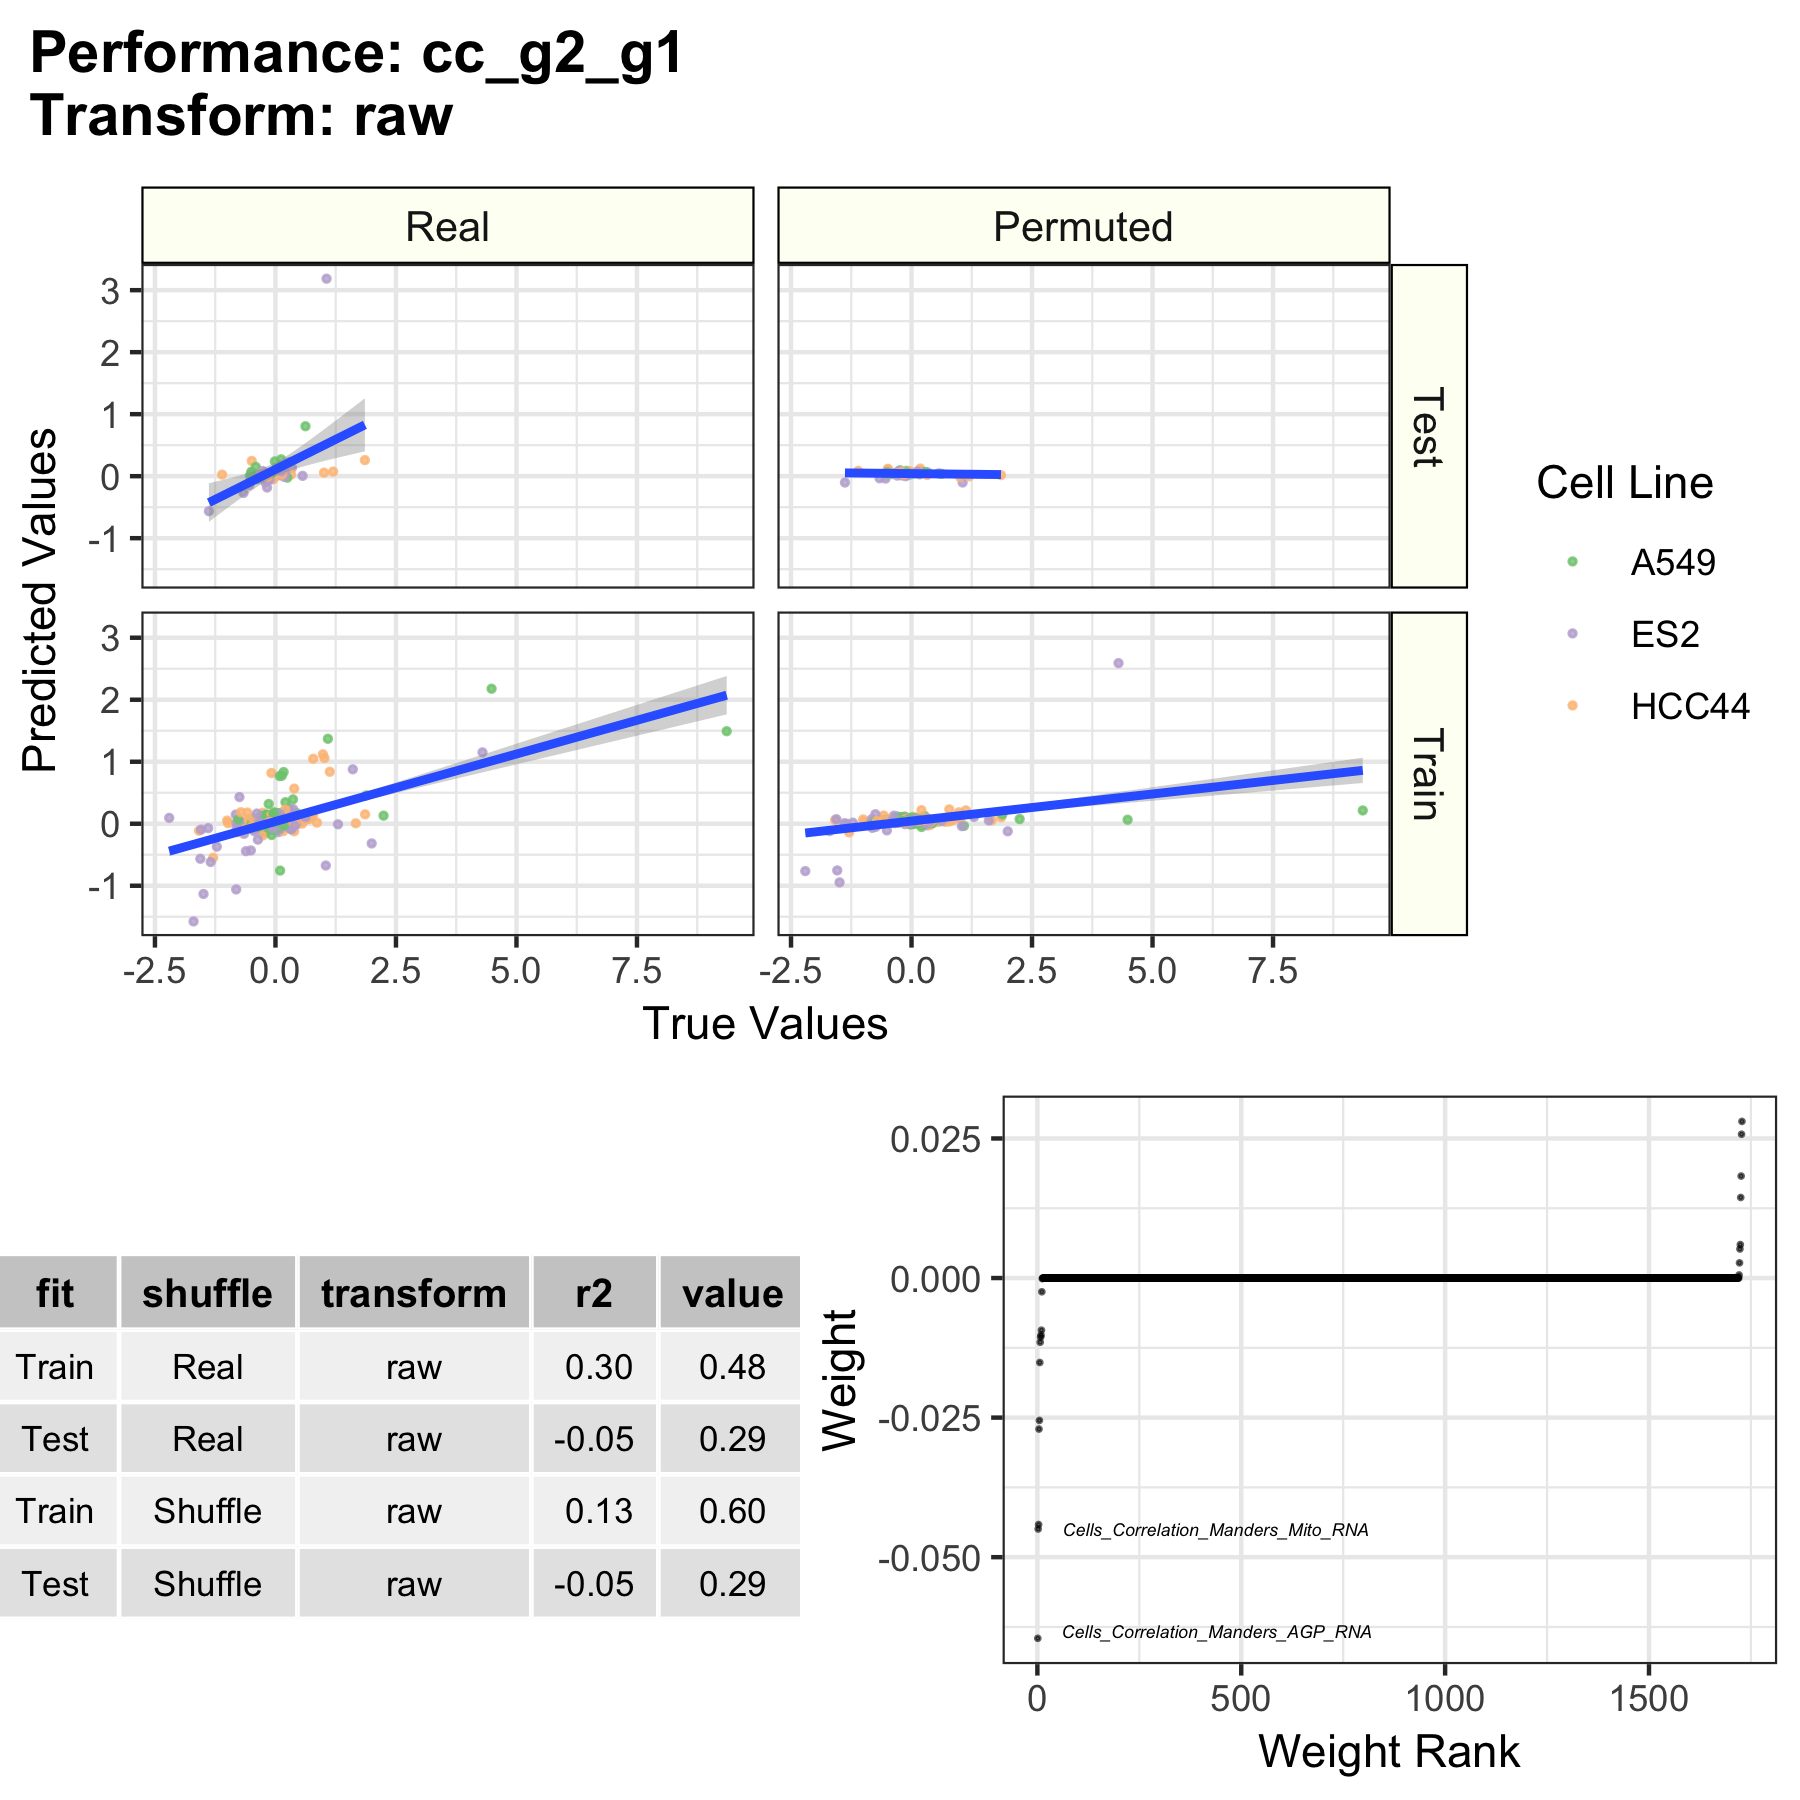 Performance: cc_g2_g1
Transform: raw
Real
Permuted
3
2
1
0
-1
Test
3
2
1
0
-1
Train
-2.5 0.0 2.5 5.0 7.5
-2.5 0.0 2.5 5.0 7.5
True Values
Predicted Values
Cell Line
A549
ES2
HCC44
fit shuffle transform r2 value
Train Real raw 0.30 0.48
Test Real raw -0.05 0.29
Train Shuffle raw 0.13 0.60
Test Shuffle raw -0.05 0.29
Weight
0.025
0.000
-0.025
-0.050
Cells_Correlation_Manders_Mito_RNA
Cells_Correlation_Manders_AGP_RNA
0 500 1000 1500
Weight Rank